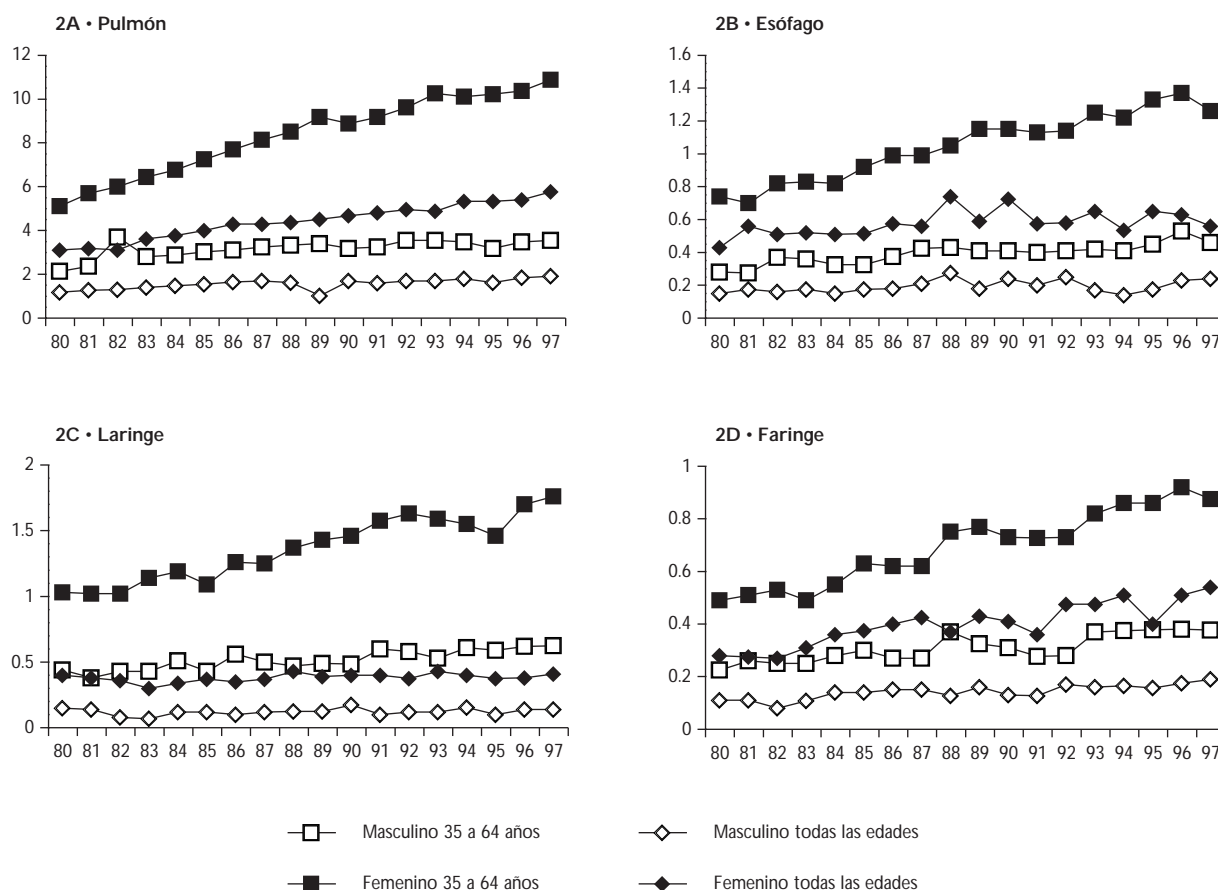 2A • Pulmón
12
10
8
6
4
2
0
80 81 82 83 84 85 86 87 88 89 90 91 92 93 94 95 96 97
2B • Esófago
1.6
1.4
1.2
1.0
0.8
0.6
0.4
0.2
0
80 81 82 83 84 85 86 87 88 89 90 91 92 93 94 95 96 97
2C • Laringe
2
1.5
1
0.5
0
80 81 82 83 84 85 86 87 88 89 90 91 92 93 94 95 96 97
2D • Faringe
1
0.8
0.6
0.4
0.2
0
80 81 82 83 84 85 86 87 88 89 90 91 92 93 94 95 96 97
Masculino 35 a 64 años
Masculino todas las edades
Femenino 35 a 64 años
Femenino todas las edades